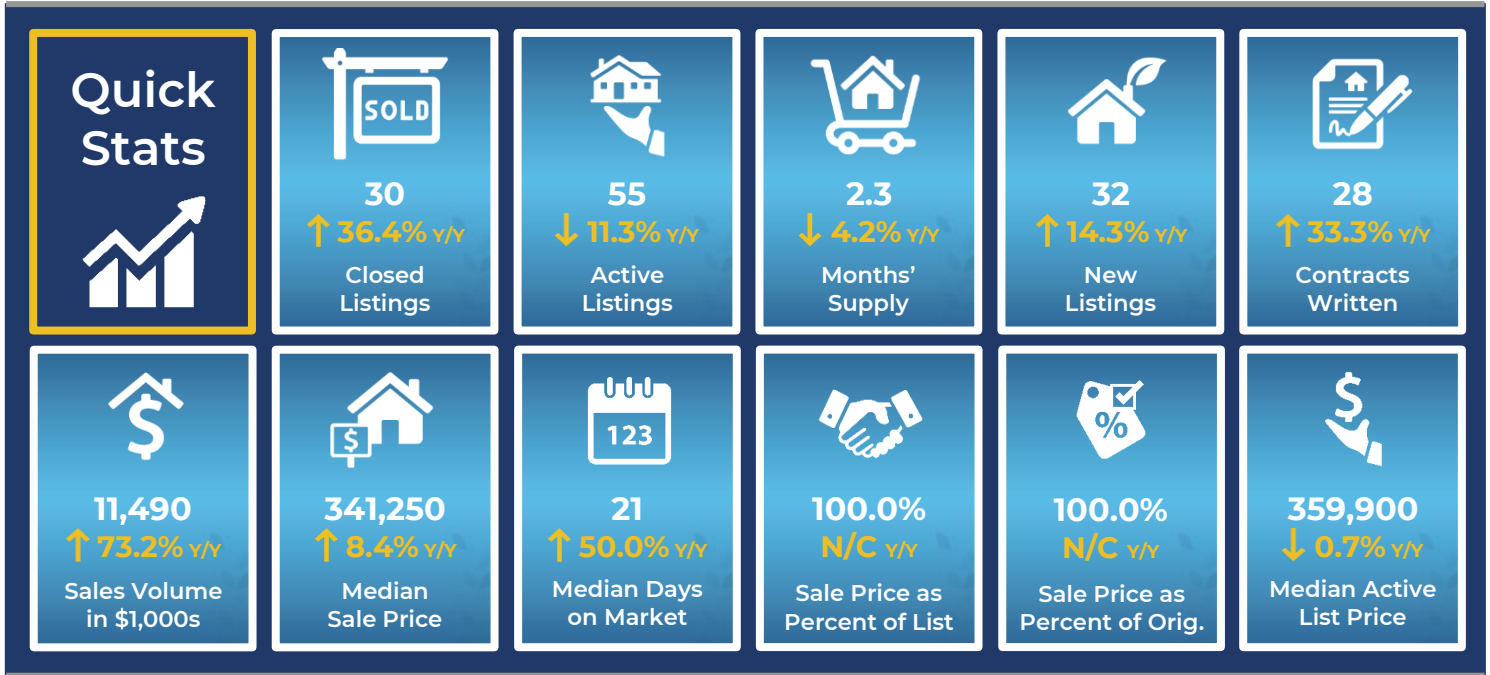 Quick
Stats
SOLD
30
↑ 36.4% Y/Y
Closed
Listings
55
↓ 11.3% Y/Y
Active
Listings
2.3
↓ 4.2% Y/Y
Months’
Supply
32
↑ 14.3% Y/Y
New
Listings
28
↑ 33.3% Y/Y
Contracts
Written
$
11,490
↑ 73.2% Y/Y
Sales Volume
in $1,000s
$
341,250
↑ 8.4% Y/Y
Median
Sale Price
123
21
↑ 50.0% Y/Y
Median Days
on Market
100.0%
N/C Y/Y
Sale Price as
Percent of List
%
100.0%
N/C Y/Y
Sale Price as
Percent of Orig.
$
359,900
↓ 0.7% Y/Y
Median Active
List Price